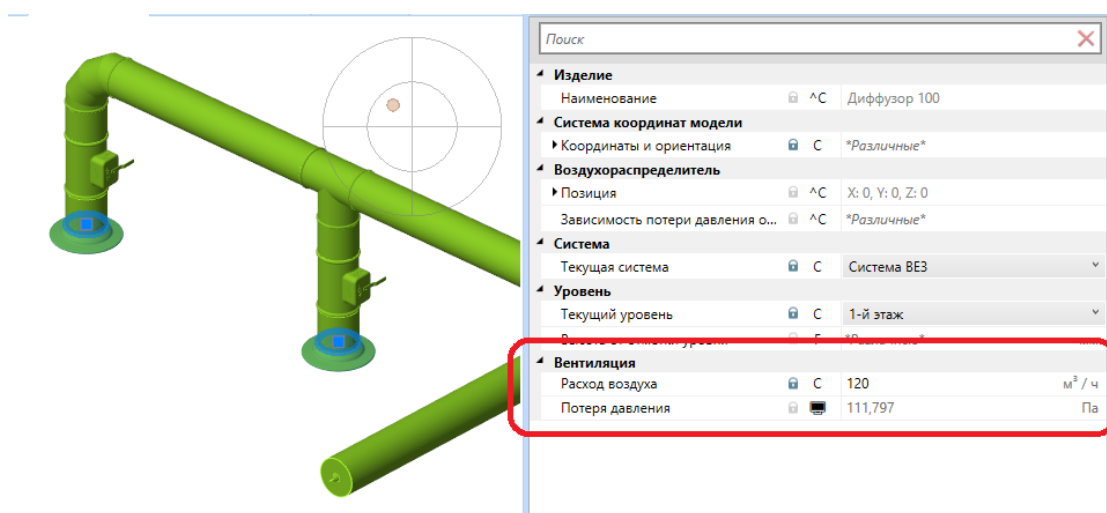 Поиск
Изделие
Наименование ^С Диффузор 100
Система координат модели
Координаты и ориентация С *Различные*
Воздухораспределитель
Позиция ^С X: 0, Y: 0, Z: 0
Зависимость потери давления о... ^С *Различные*
Система
Текущая система С Система ВЕ3
Уровень
Текущий уровень С 1-й этаж
Вентиляция
Расход воздуха С 120 м³ / ч
Потеря давления 111,797 Па